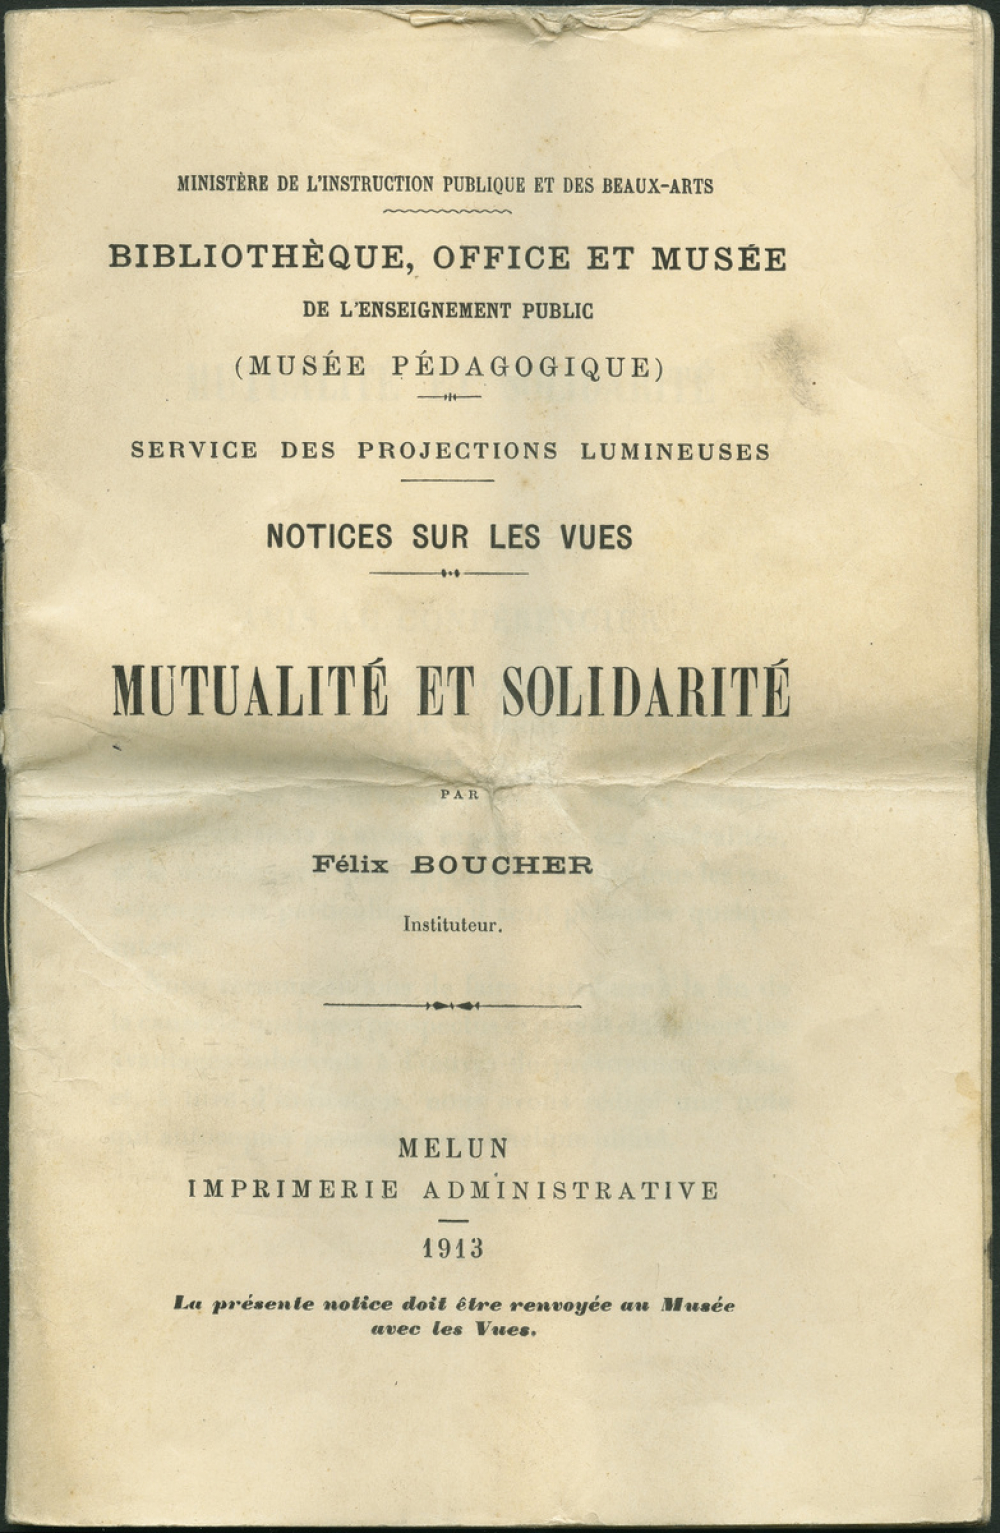 MINISTÈRE DE L'INSTRUCTION PUBLIQUE ET DES BEAUX-ARTS
BIBLIOTHÈQUE, OFFICE ET MUSÉE
DE L'ENSEIGNEMENT PUBLIC
(MUSÉE PÉDAGOGIQUE)
SERVICE DES PROJECTIONS LUMINEUSES
NOTICES SUR LES VUES
MUTUALITÉ ET SOLIDARITÉ
PAR
Félix BOUCHER
Instituteur.
MELUN
IMPRIMERIE ADMINISTRATIVE
1913
La présente notice doit être renvoyée au Musée
avec les Vues.